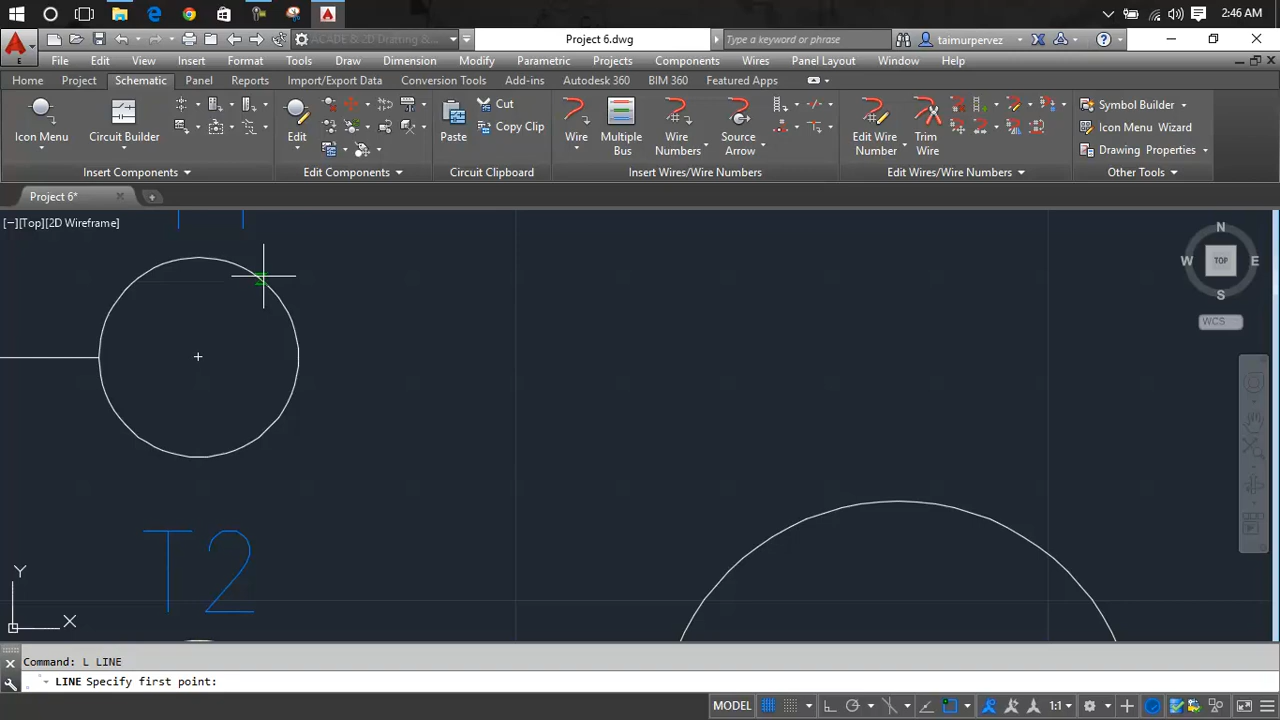 2:46 AM
E
ACADE & 2D Drafting &
Project 6.dwg
Type a keyword or phrase
taimurpervez
File Edit View Insert Format Tools Draw Dimension Modify Parametric Projects Components Wires Panel Layout Window Help
Home Project Schematic Panel Reports Import/Export Data Conversion Tools Add-ins Autodesk 360 BIM 360 Featured Apps
Icon Menu
Circuit Builder
Edit
Paste
Cut
Copy Clip
Wire
Multiple
Bus
Wire
Numbers
Source
Arrow
Edit Wire
Number
Trim
Wire
Symbol Builder
Icon Menu Wizard
Drawing Properties
Insert Components
Edit Components
Circuit Clipboard
Insert Wires/Wire Numbers
Edit Wires/Wire Numbers
Other Tools
Project 6*
[−][Top][2D Wireframe]
N
W
TOP
E
S
WCS
T2
Y
X
Command: L LINE
LINE Specify first point:
MODEL
1:1